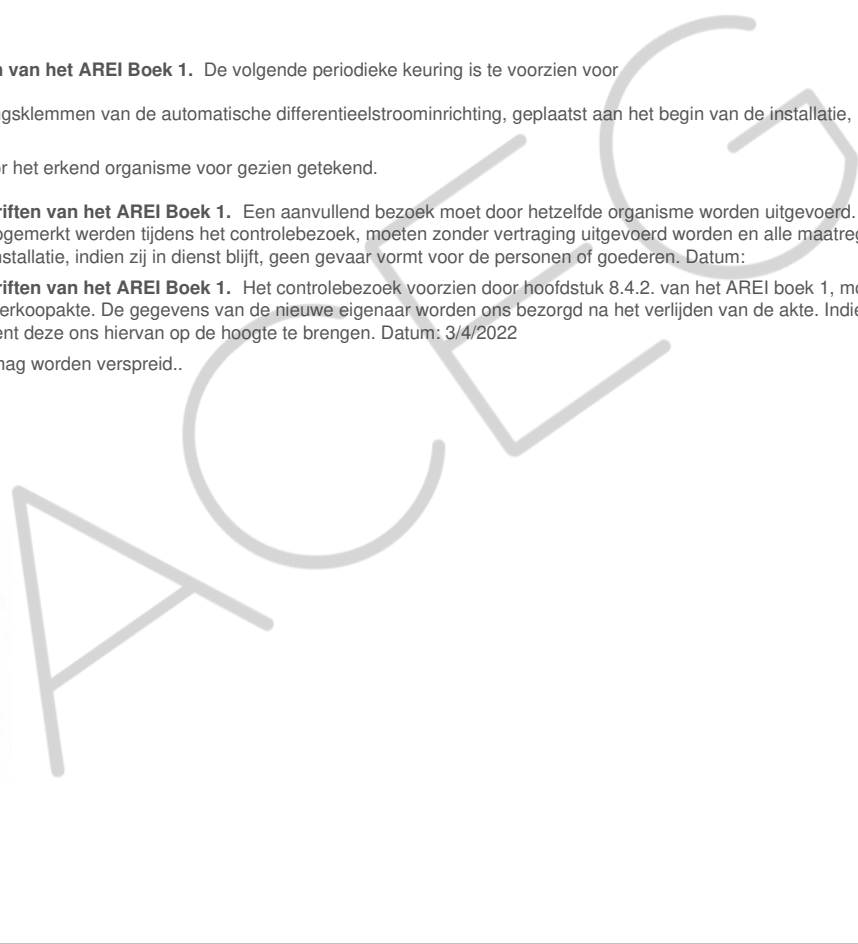 n van het AREI Boek 1. De volgende periodieke keuring is te voorzien voor
gsklemmen van de automatische differentieelstroominrichting, geplaatst aan het begin van de installatie,
r het erkend organisme voor gezien getekend.
riften van het AREI Boek 1. Een aanvullend bezoek moet door hetzelfde organisme worden uitgevoerd.
ogemerkt werden tijdens het controlebezoek, moeten zonder vertraging uitgevoerd worden en alle maatreg
nstallatie, indien zij in dienst blijft, geen gevaar vormt voor de personen of goederen. Datum:
riften van het AREI Boek 1. Het controlebezoek voorzien door hoofdstuk 8.4.2. van het AREI boek 1, mo
erkoopakte. De gegevens van de nieuwe eigenaar worden ons bezorgd na het verlijden van de akte. Indie
ent deze ons hiervan op de hoogte te brengen. Datum: 3/4/2022
mag worden verspreid..
ACEG